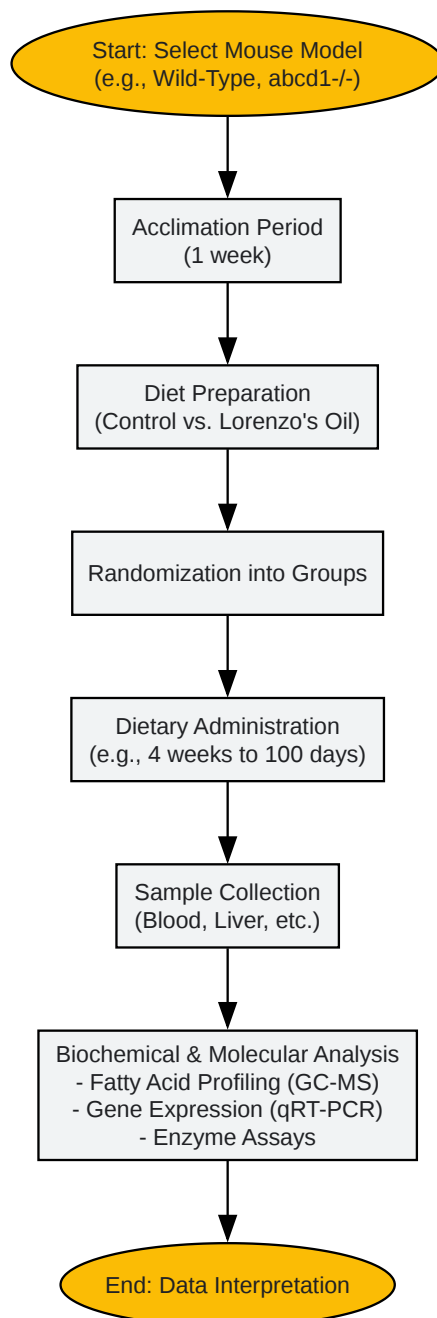 Start: Select Mouse Model
(e.g., Wild-Type, abcd1-/-)
Acclimation Period
(1 week)
Diet Preparation
(Control vs. Lorenzo's Oil)
Randomization into Groups
Dietary Administration
(e.g., 4 weeks to 100 days)
Sample Collection
(Blood, Liver, etc.)
Biochemical & Molecular Analysis
- Fatty Acid Profiling (GC-MS)
- Gene Expression (qRT-PCR)
- Enzyme Assays
End: Data Interpretation